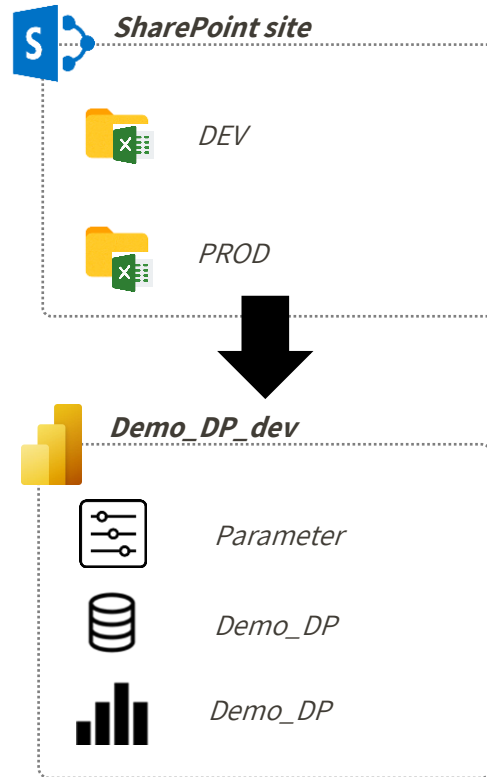 S
SharePoint site
DEV
PROD
Demo_DP_dev
Parameter
Demo_DP
Demo_DP